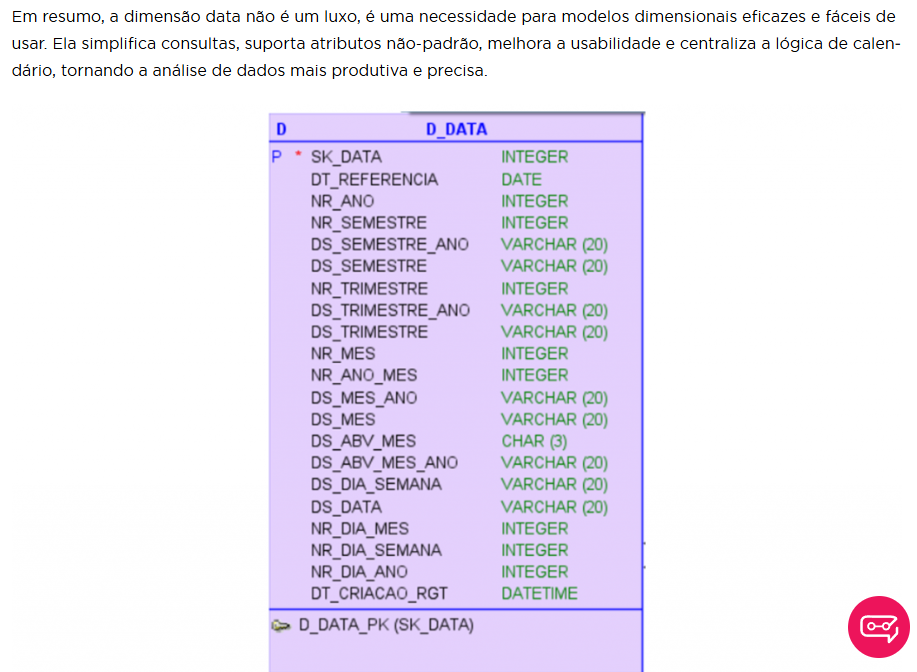 Em resumo, a dimensão data não é um luxo, é uma necessidade para modelos dimensionais eficazes e fáceis de
usar. Ela simplifica consultas, suporta atributos não-padrão, melhora a usabilidade e centraliza a lógica de calen-
dário, tornando a análise de dados mais produtiva e precisa.
D D_DATA
P * SK_DATA INTEGER
DT_REFERENCIA DATE
NR_ANO INTEGER
NR_SEMESTRE INTEGER
DS_SEMESTRE_ANO VARCHAR (20)
DS_SEMESTRE VARCHAR (20)
NR_TRIMESTRE INTEGER
DS_TRIMESTRE_ANO VARCHAR (20)
DS_TRIMESTRE VARCHAR (20)
NR_MES INTEGER
NR_ANO_MES INTEGER
DS_MES_ANO VARCHAR (20)
DS_MES VARCHAR (20)
DS_ABV_MES CHAR (3)
DS_ABV_MES_ANO VARCHAR (20)
DS_DIA_SEMANA VARCHAR (20)
DS_DATA VARCHAR (20)
NR_DIA_MES INTEGER
NR_DIA_SEMANA INTEGER
NR_DIA_ANO INTEGER
DT_CRIACAO_RGT DATETIME
D_DATA_PK (SK_DATA)